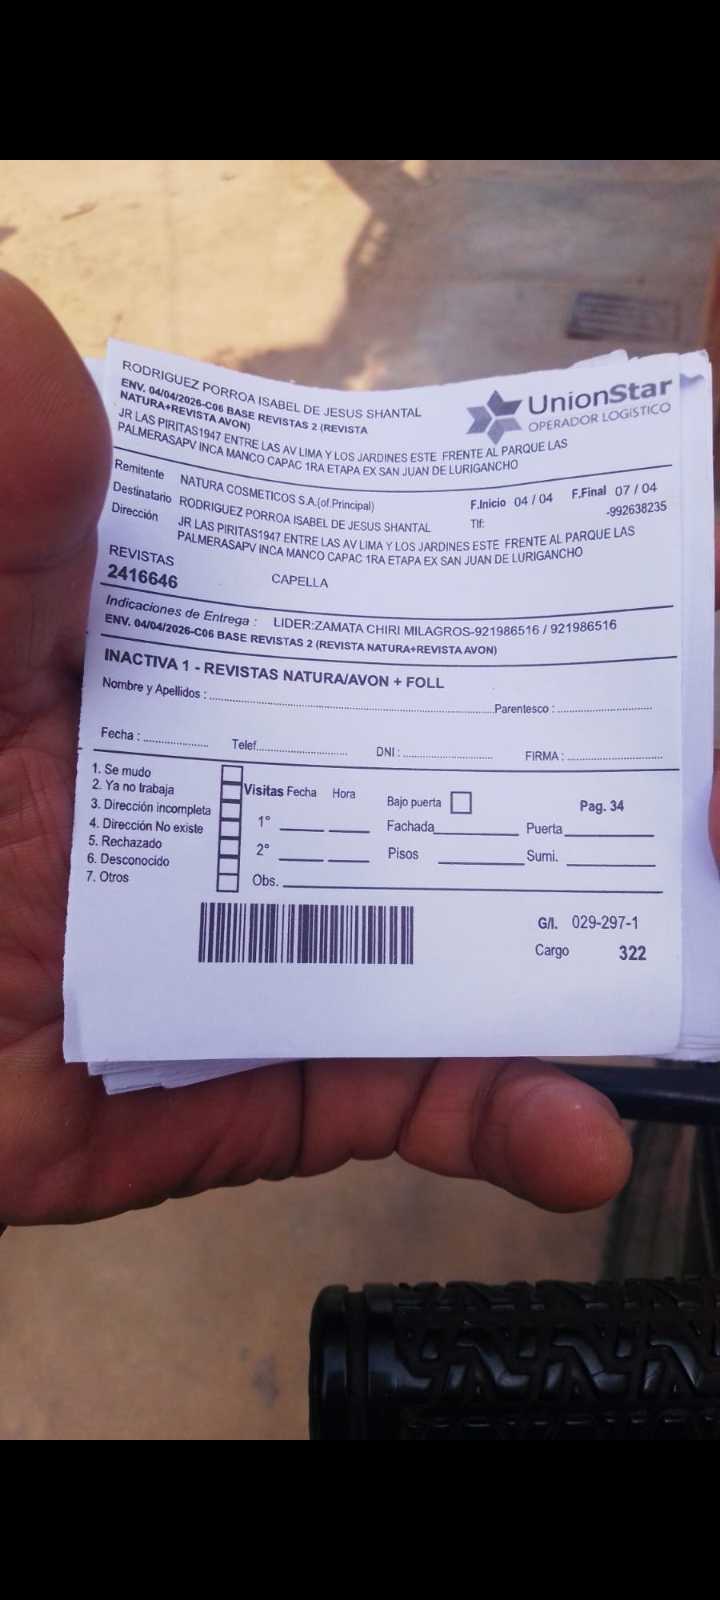 RODRIGUEZ PORROA ISABEL DE JESUS SHANTAL
ENV. 04/04/2026-C06 BASE REVISTAS 2 (REVISTA
NATURA+REVISTA AVON)
UnionStar
OPERADOR LOGÍSTICO
JR LAS PIRITAS1947 ENTRE LAS AV LIMA Y LOS JARDINES ESTE FRENTE AL PARQUE LAS
PALMERASAPV INCA MANCO CAPAC 1RA ETAPA EX SAN JUAN DE LURIGANCHO
Remitente NATURA COSMETICOS S.A.(of.Principal)
F.Inicio 04 / 04 F.Final 07 / 04
Destinatario RODRIGUEZ PORROA ISABEL DE JESUS SHANTAL
Tlf: -992638235
Dirección JR LAS PIRITAS1947 ENTRE LAS AV LIMA Y LOS JARDINES ESTE FRENTE AL PARQUE LAS
PALMERASAPV INCA MANCO CAPAC 1RA ETAPA EX SAN JUAN DE LURIGANCHO
REVISTAS
2416646 CAPELLA
Indicaciones de Entrega : LIDER:ZAMATA CHIRI MILAGROS-921986516 / 921986516
ENV. 04/04/2026-C06 BASE REVISTAS 2 (REVISTA NATURA+REVISTA AVON)
INACTIVA 1 - REVISTAS NATURA/AVON + FOLL
Nombre y Apellidos : Parentesco :
Fecha : Telef. DNI : FIRMA :
1. Se mudo
2. Ya no trabaja
3. Dirección incompleta
4. Dirección No existe
5. Rechazado
6. Desconocido
7. Otros
Visitas Fecha Hora Bajo puerta Pag. 34
1° Fachada Puerta
2° Pisos Sumi.
Obs.
G/I. 029-297-1
Cargo 322